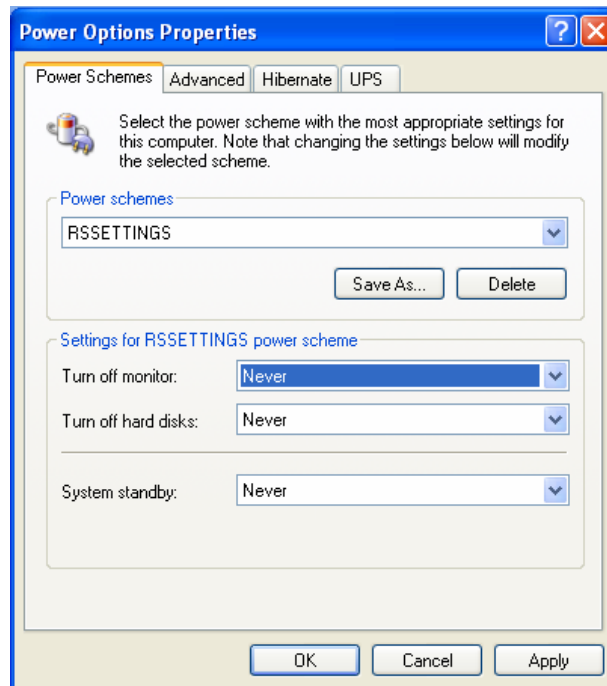 Power Options Properties
Power Schemes Advanced Hibernate UPS
Select the power scheme with the most appropriate settings for
this computer. Note that changing the settings below will modify
the selected scheme.
Power schemes
RSSETTINGS
Save As... Delete
Settings for RSSETTINGS power scheme
Turn off monitor: Never
Turn off hard disks: Never
System standby: Never
OK Cancel Apply